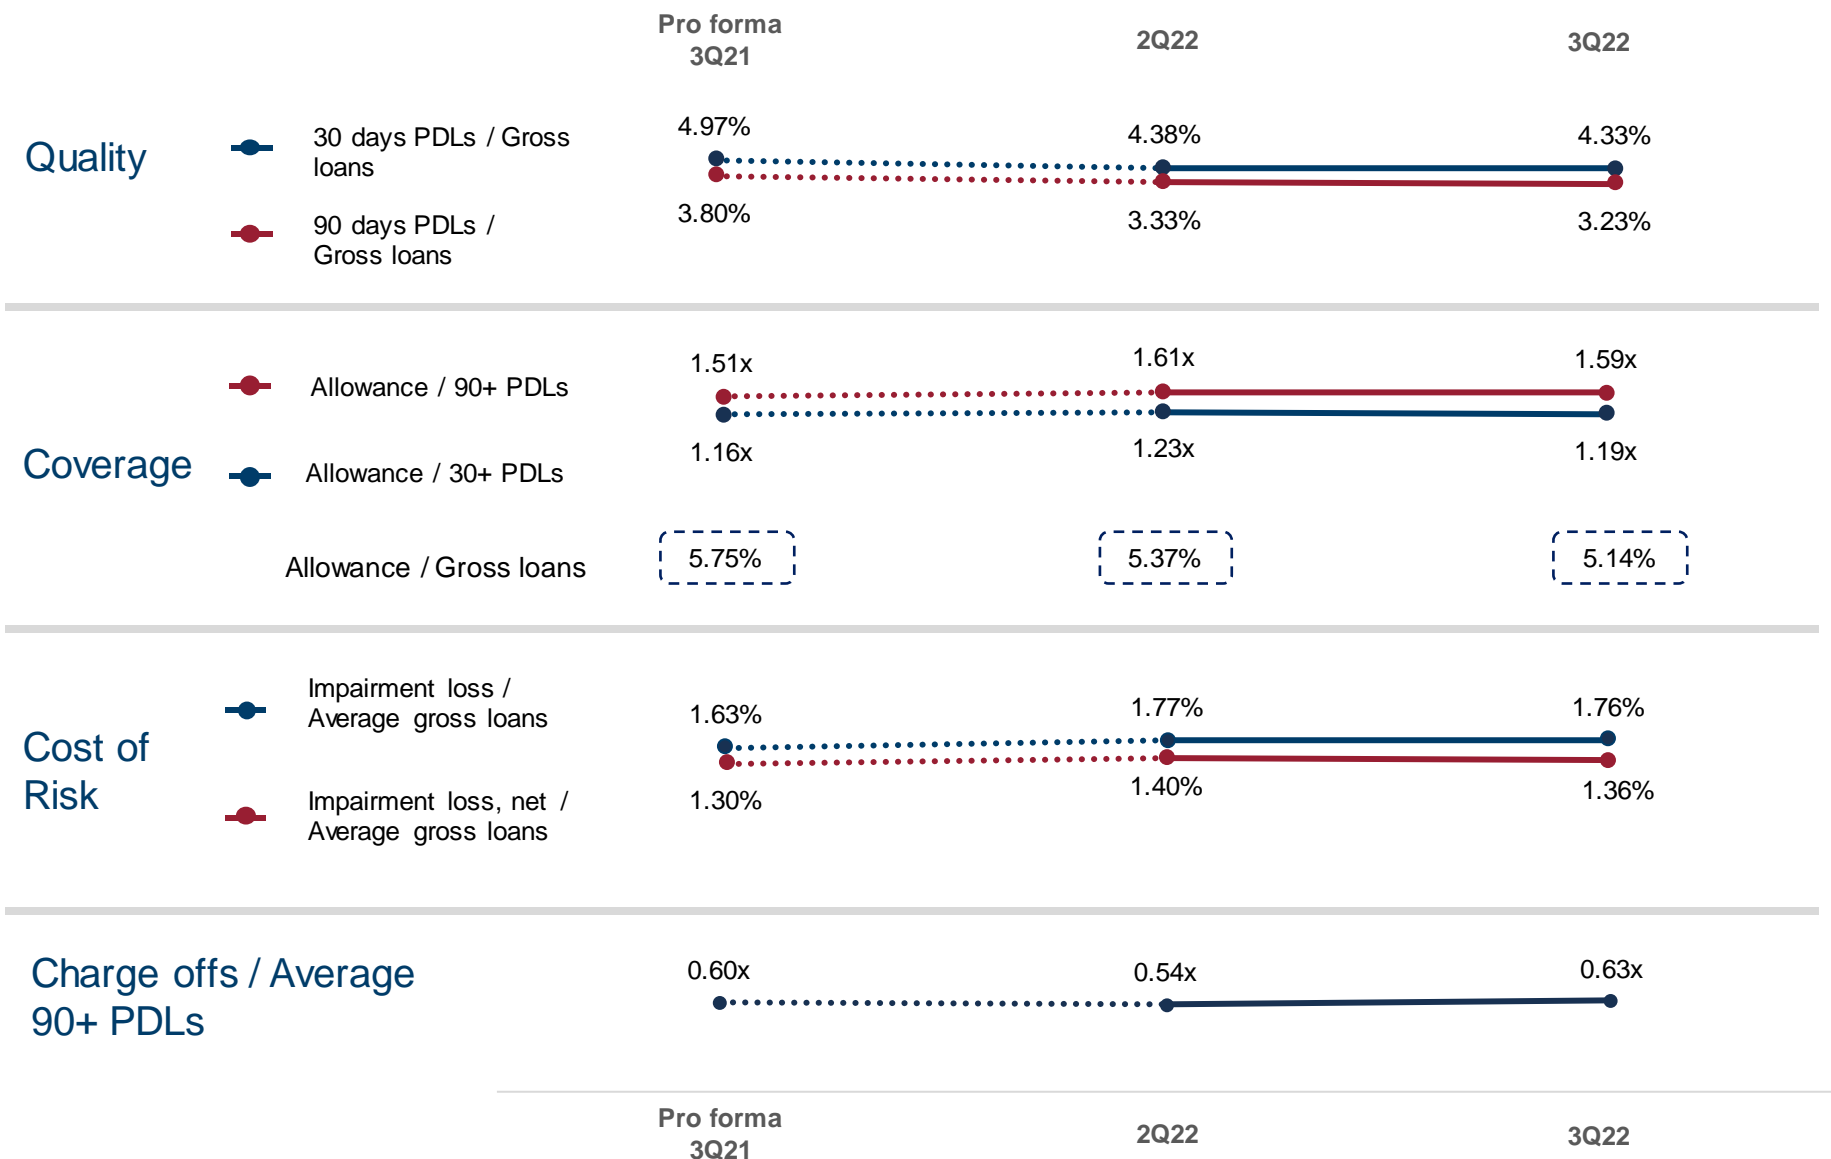 Pro forma
3Q21
2Q22
3Q22
Quality
30 days PDLs / Gross
loans
4.97%
4.38%
4.33%
90 days PDLs /
Gross loans
3.80%
3.33%
3.23%
Coverage
Allowance / 90+ PDLs
1.51x
1.61x
1.59x
Allowance / 30+ PDLs
1.16x
1.23x
1.19x
Allowance / Gross loans
5.75%
5.37%
5.14%
Cost of
Risk
Impairment loss /
Average gross loans
1.63%
1.77%
1.76%
Impairment loss, net /
Average gross loans
1.30%
1.40%
1.36%
Charge offs / Average
90+ PDLs
0.60x
0.54x
0.63x
Pro forma
3Q21
2Q22
3Q22